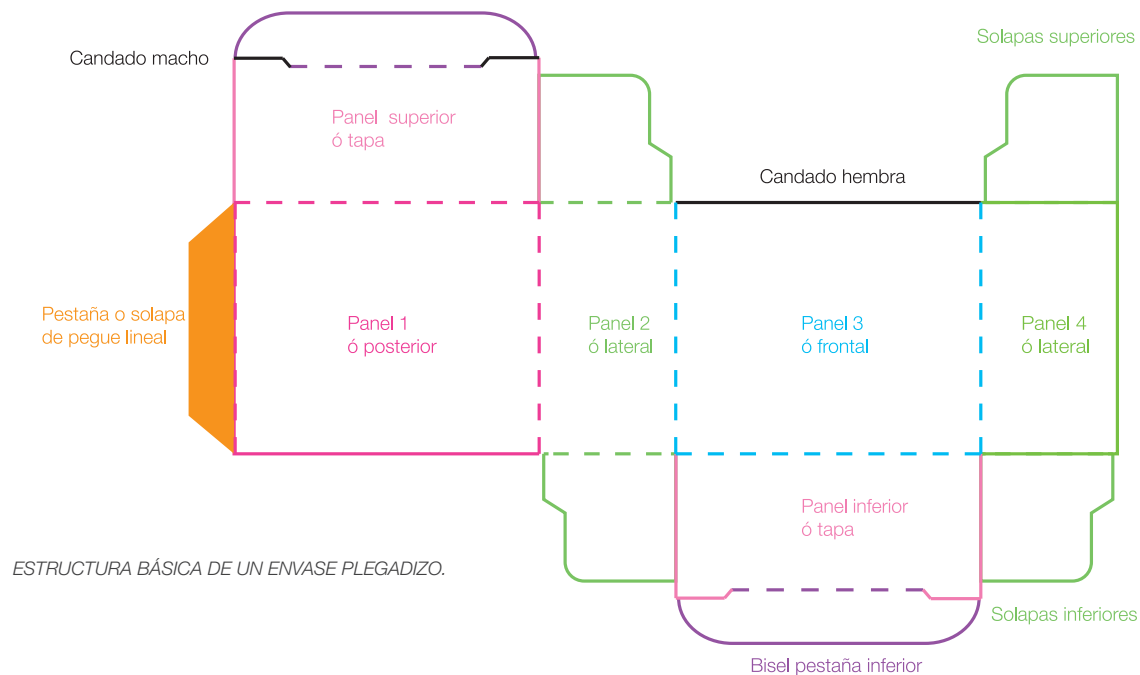 Solapas superiores
Candado macho
Panel superior
ó tapa
Candado hembra
Pestaña o solapa
de pegue lineal
Panel 1
ó posterior
Panel 2
ó lateral
Panel 3
ó frontal
Panel 4
ó lateral
Panel inferior
ó tapa
ESTRUCTURA BÁSICA DE UN ENVASE PLEGADIZO.
Solapas inferiores
Bisel pestaña inferior